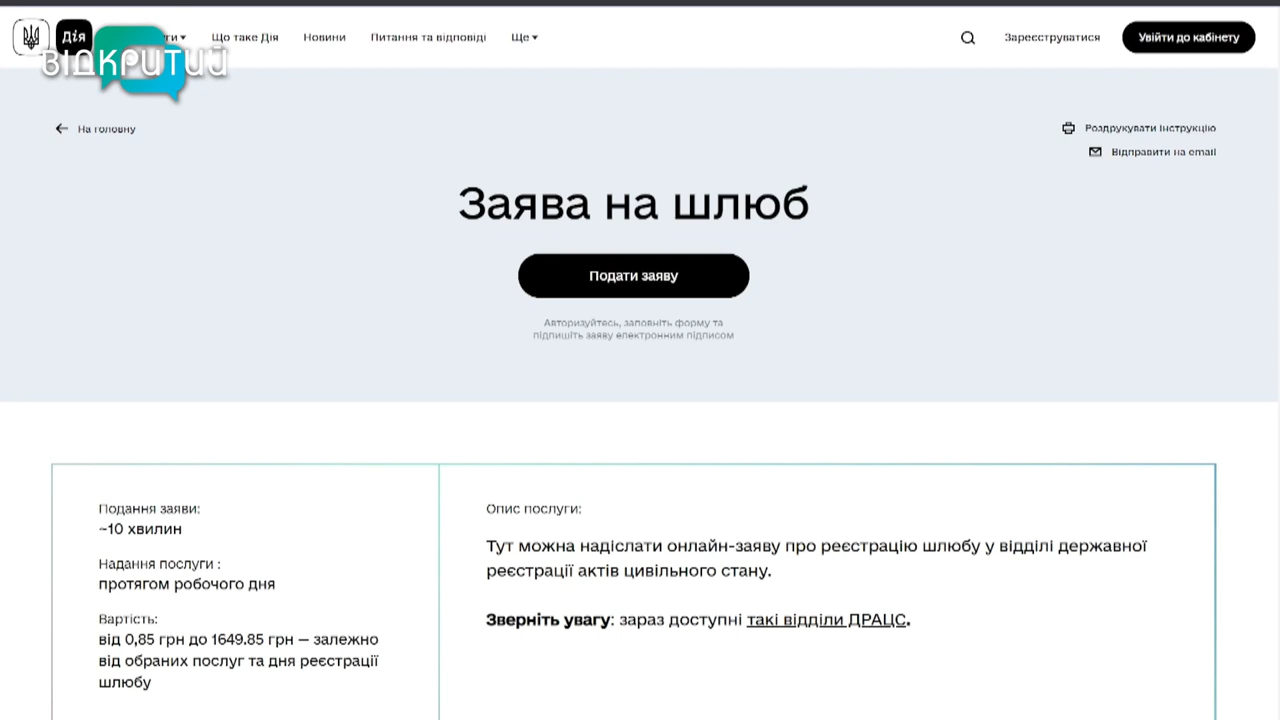 Дія
Що таке Дія
Новини
Питання та відповіді
Ще
Зареєструватися
Увійти до кабінету
ВІДКРИТИЙ
На головну
Роздрукувати інструкцію
Відправити на email
Заява на шлюб
Подати заяву
Авторизуйтесь, заповніть форму та
підпишіть заяву електронним підписом
Подання заяви:
~10 хвилин
Надання послуги :
протягом робочого дня
Вартість:
від 0,85 грн до 1649.85 грн — залежно
від обраних послуг та дня реєстрації
шлюбу
Опис послуги:
Тут можна надіслати онлайн-заяву про реєстрацію шлюбу у відділі державної
реєстрації актів цивільного стану.
Зверніть увагу: зараз доступні такі відділи ДРАЦС.